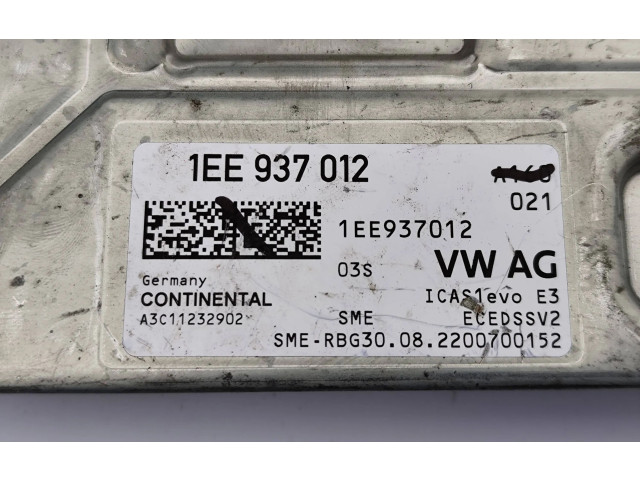 1EE 937 012
021
1EE937012
03S VW AG
Germany
CONTINENTAL ICAS1evo E3
A3C11232902 SME ECEDSSV2
SME-RBG30.08.2200700152